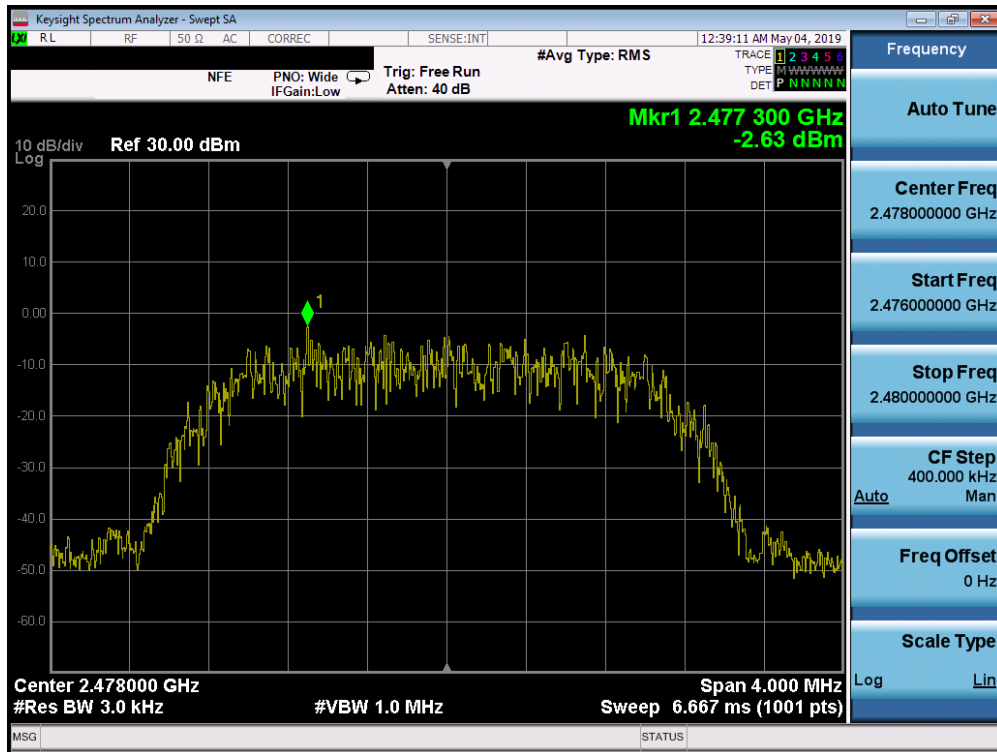 Keysight Spectrum Analyzer - Swept SA
LXI RL RF 50 Ω AC CORREC SENSE:INT 12:39:11 AM May 04, 2019
NFE PNO: Wide Trig: Free Run #Avg Type: RMS TRACE 1 2 3 4 5 6
IFGain:Low Atten: 40 dB TYPE M WWWWW
DET P N N N N N
Mkr1 2.477 300 GHz
-2.63 dBm
10 dB/div Ref 30.00 dBm
Log
20.0
10.0
0.00
1
-10.0
-20.0
-30.0
-40.0
-50.0
-60.0
Center 2.478000 GHz Span 4.000 MHz
#Res BW 3.0 kHz #VBW 1.0 MHz Sweep 6.667 ms (1001 pts)
MSG STATUS
Frequency
Auto Tune
Center Freq
2.478000000 GHz
Start Freq
2.476000000 GHz
Stop Freq
2.480000000 GHz
CF Step
400.000 kHz
Auto Man
Freq Offset
0 Hz
Scale Type
Log Lin